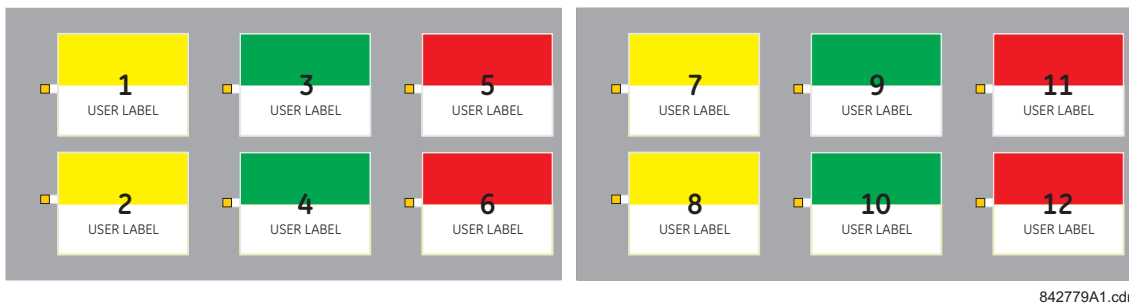 1 3 5 7 9 11
USER LABEL USER LABEL USER LABEL USER LABEL USER LABEL USER LABEL
2 4 6 8 10 12
USER LABEL USER LABEL USER LABEL USER LABEL USER LABEL USER LABEL
842779A1.cdr